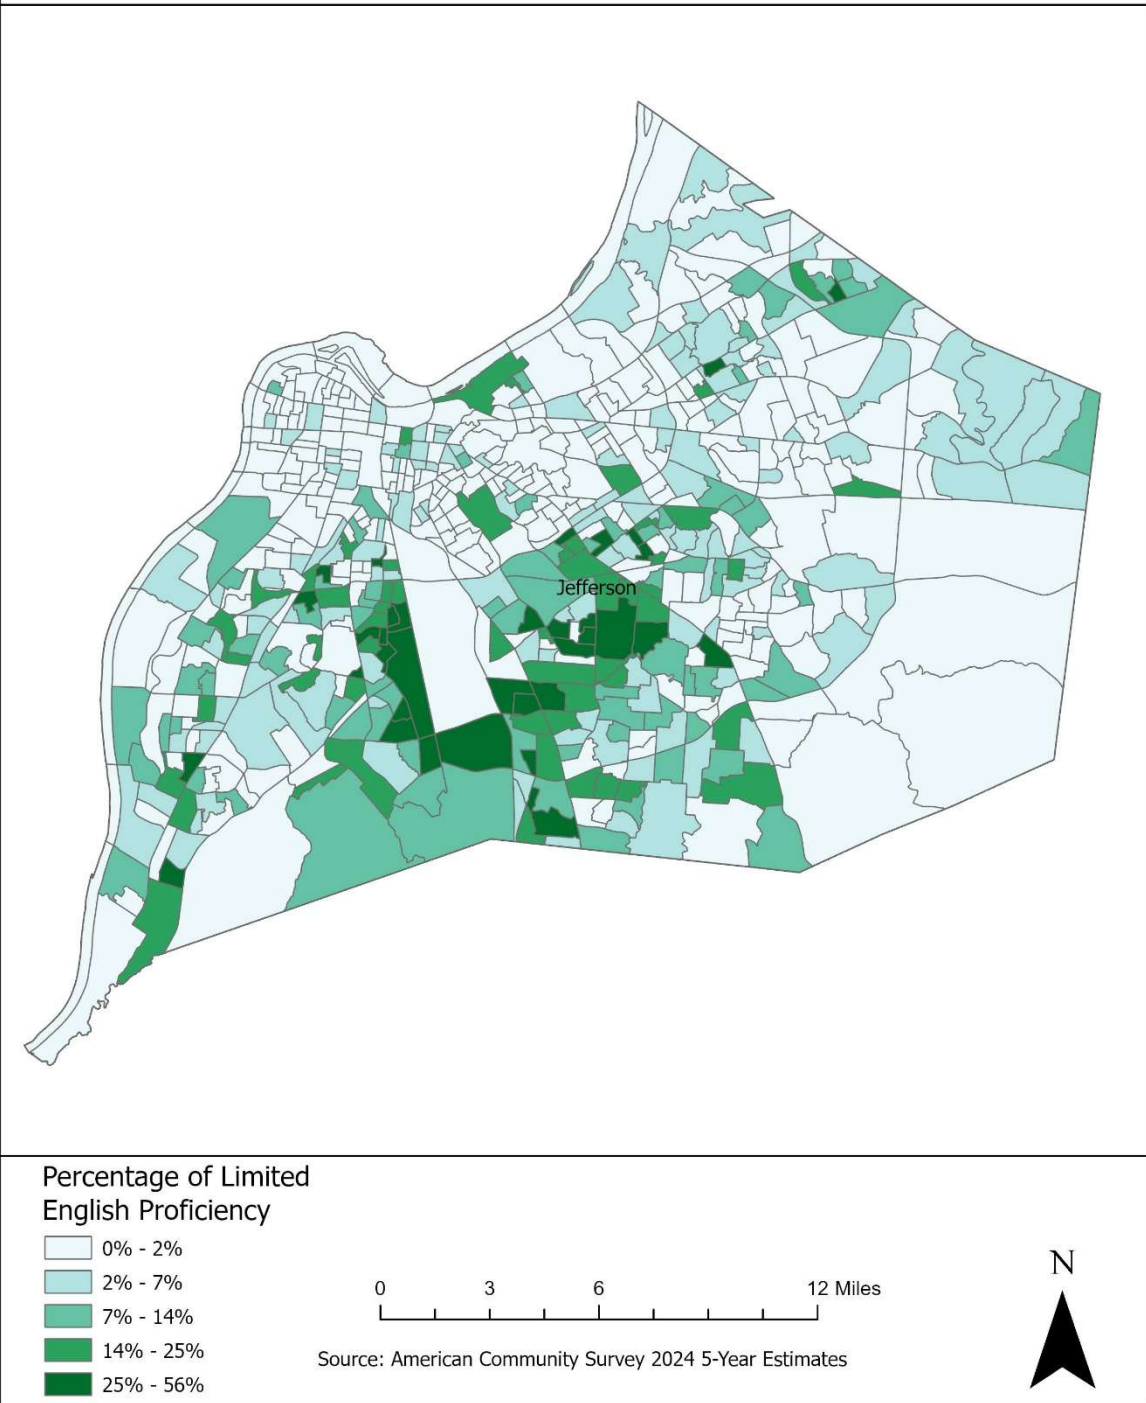 Jefferson
Percentage of Limited
English Proficiency
0% - 2%
2% - 7%
7% - 14%
14% - 25%
25% - 56%
0 3 6 12 Miles
Source: American Community Survey 2024 5-Year Estimates
N